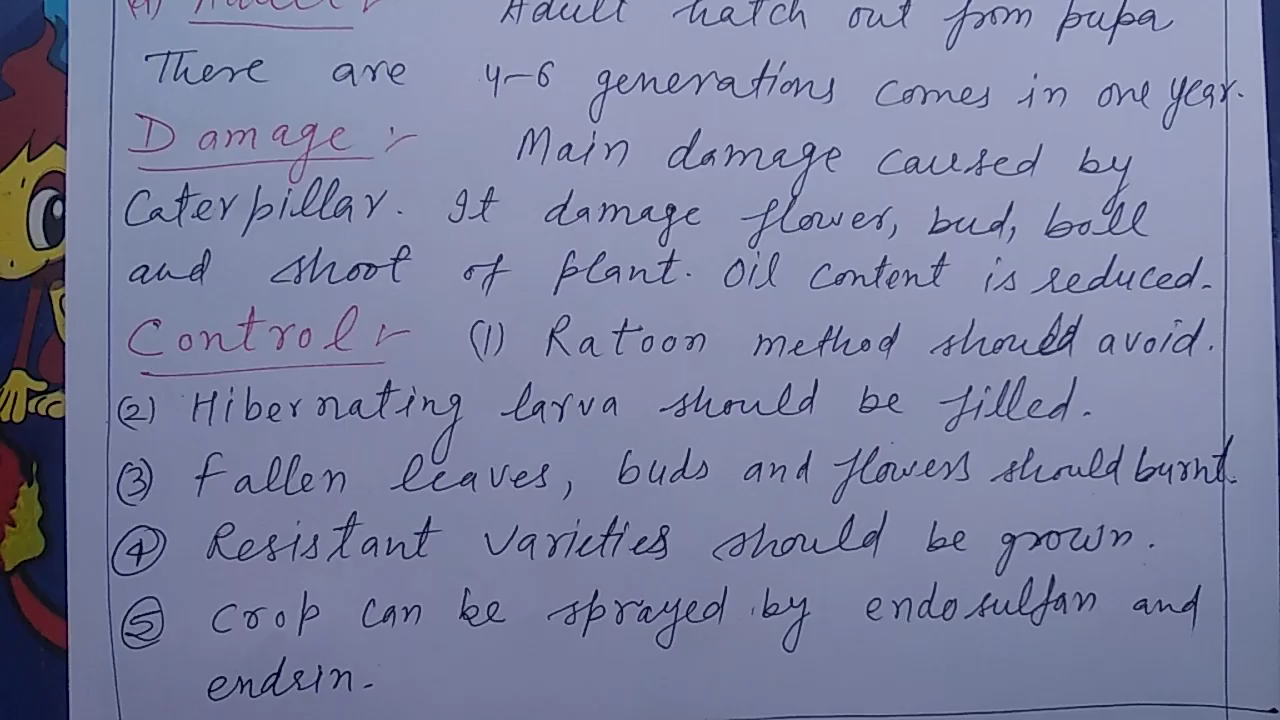 (4) Adult :- Adult hatch out from pupa
There are 4-6 generations comes in one year.
Damage :- Main damage caused by
Caterpillar. It damage flower, bud, boll
and shoot of plant. Oil content is reduced.
Control :- (1) Ratoon method should avoid.
(2) Hibernating larva should be filled.
(3) Fallen leaves, buds and flowers should burnt.
(4) Resistant varieties should be grown.
(5) Crop can be sprayed by endosulfan and
endrin.